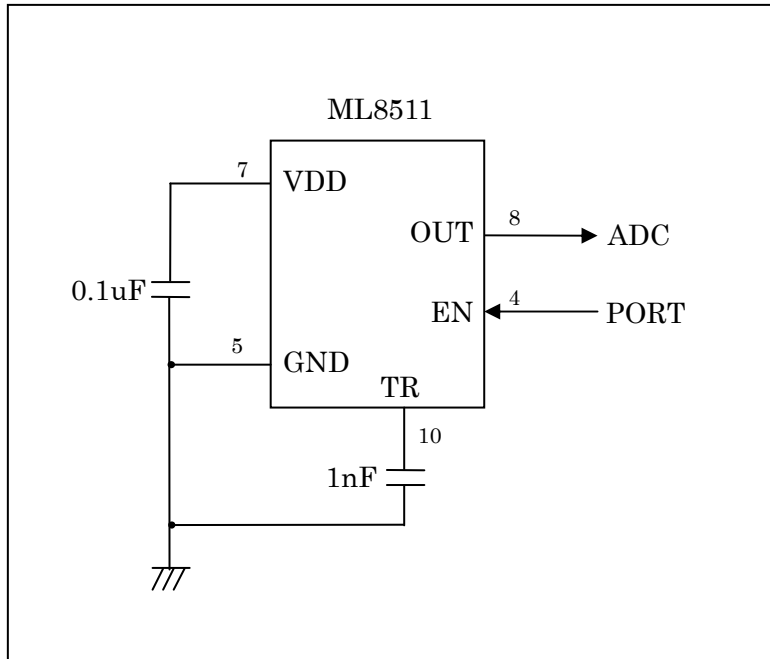 ML8511
7 VDD
OUT 8 ADC
0.1uF
EN 4 PORT
5 GND
TR
10
1nF